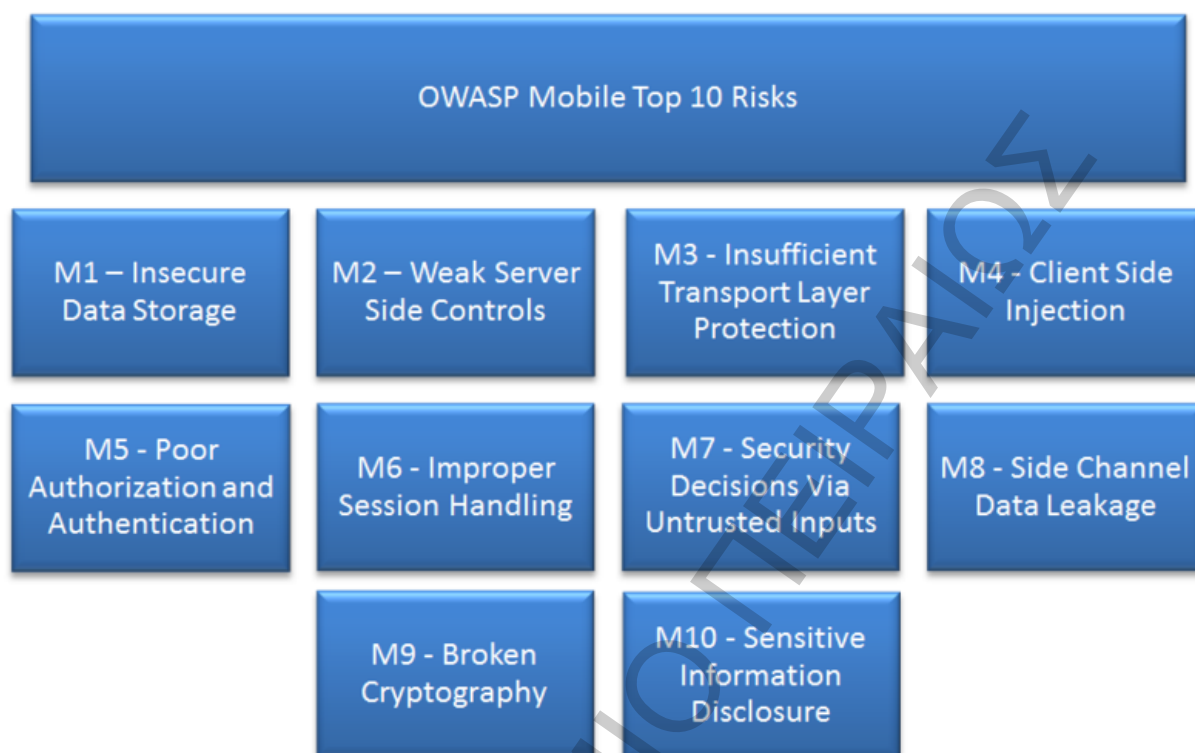 OWASP Mobile Top 10 Risks
M1 – Insecure
Data Storage
M2 – Weak Server
Side Controls
M3 - Insufficient
Transport Layer
Protection
M4 - Client Side
Injection
M5 - Poor
Authorization and
Authentication
M6 - Improper
Session Handling
M7 - Security
Decisions Via
Untrusted Inputs
M8 - Side Channel
Data Leakage
M9 - Broken
Cryptography
M10 - Sensitive
Information
Disclosure
ΠΕΙΡΑΙΩΣ